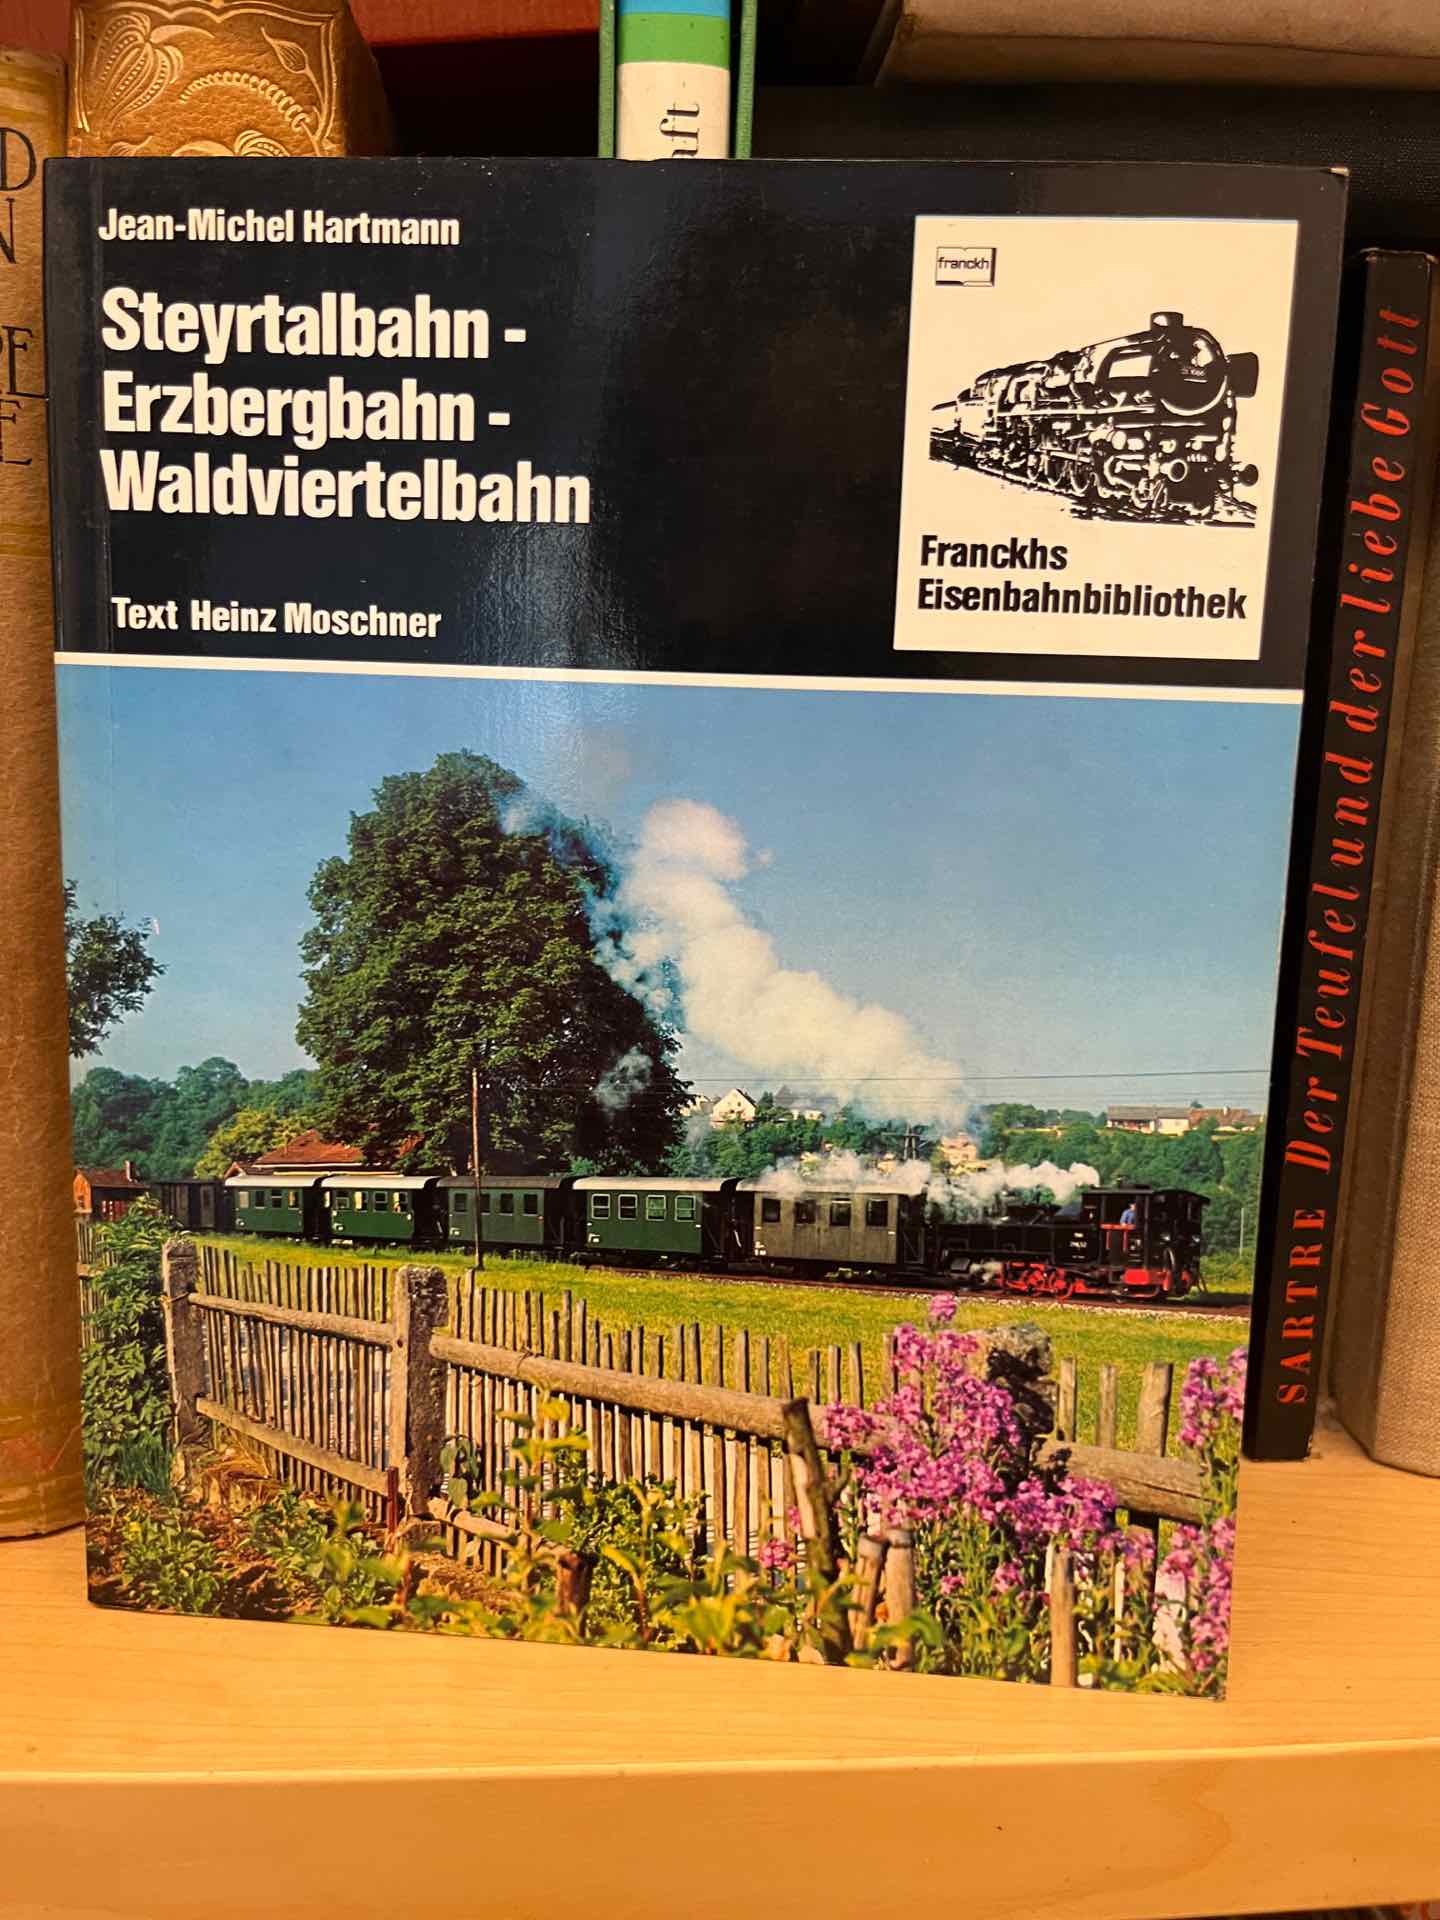 Jean-Michel Hartmann
Steyrtalbahn -
Erzbergbahn -
Waldviertelbahn
Text Heinz Moschner
franckh
Franckhs
Eisenbahnbibliothek
SARTRE Der Teufel und der liebe Gott
aft
D
N